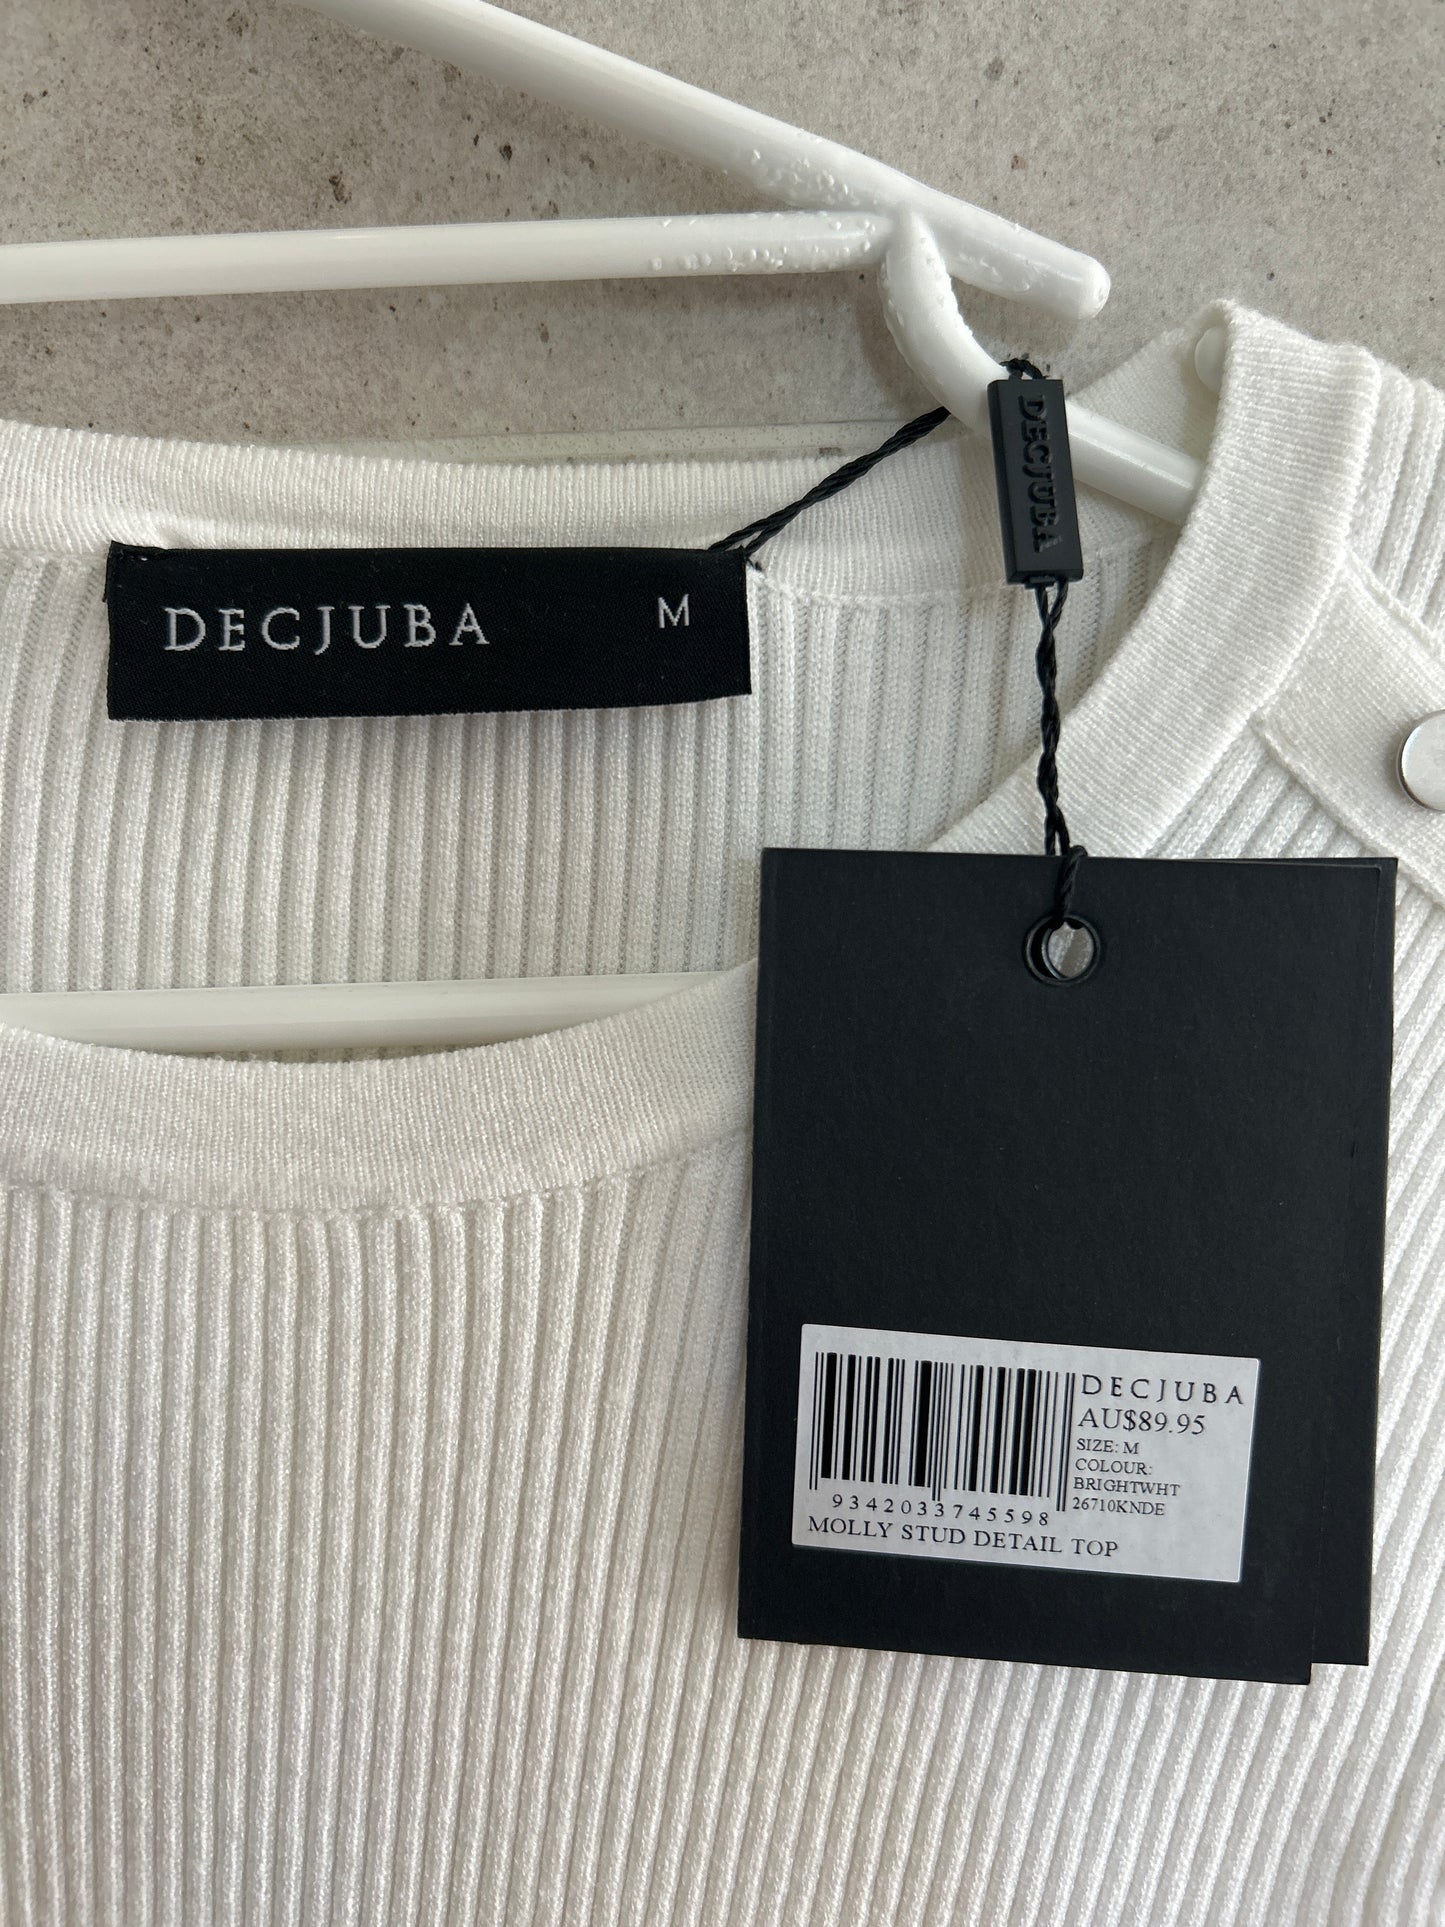 DECJUBA M
DECJUBA
DECJUBA
AU$89.95
SIZE: M
COLOUR:
BRIGHTWHT
26710KNDE
9342033745598
MOLLY STUD DETAIL TOP